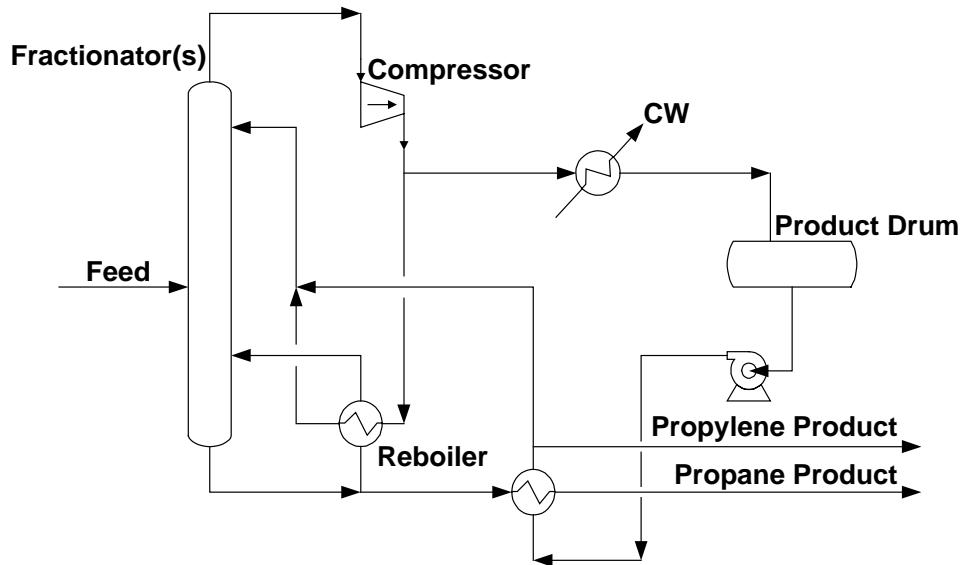 Fractionator(s)
Compressor
CW
Product Drum
Feed
Propylene Product
Reboiler
Propane Product